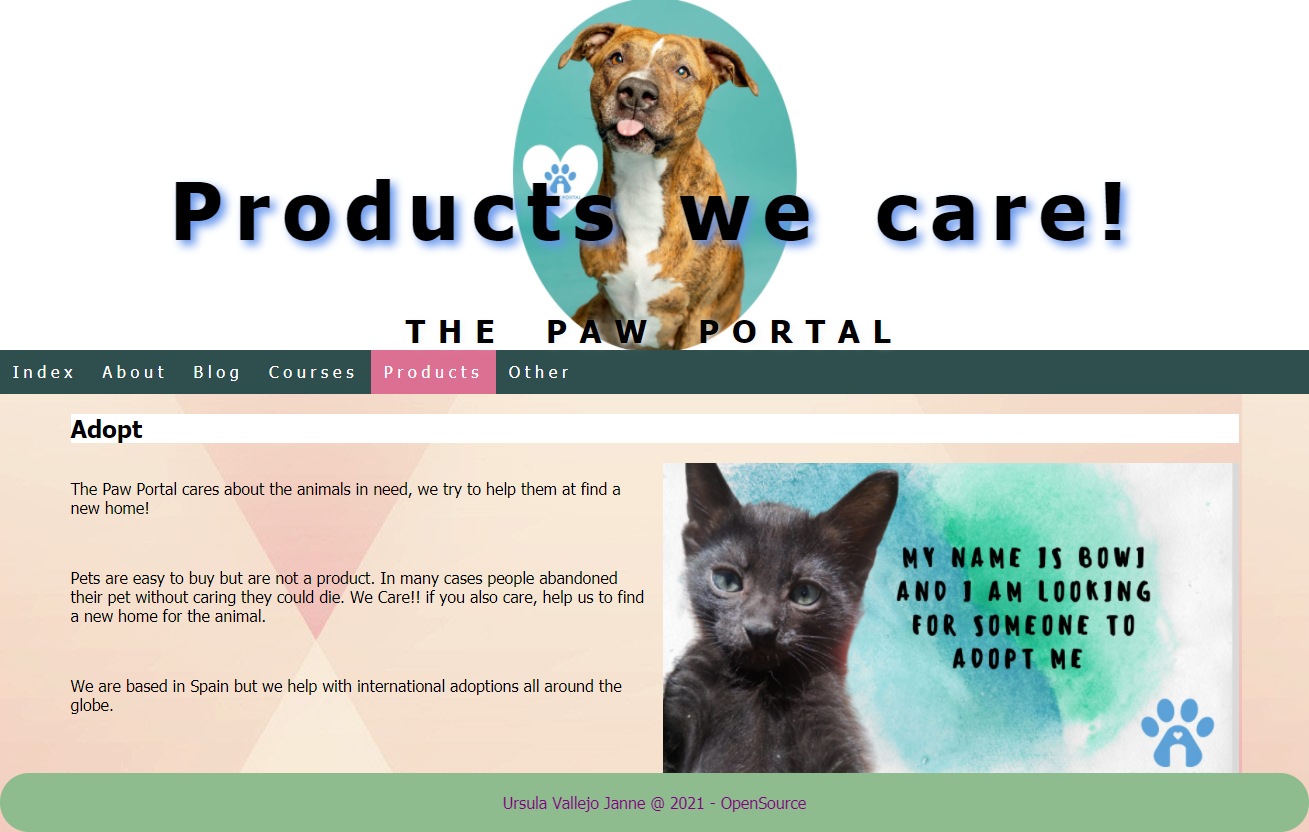 Products we care!
THE PAW PORTAL
Index About Blog Courses Products Other
Adopt
The Paw Portal cares about the animals in need, we try to help them at find a
new home!
Pets are easy to buy but are not a product. In many cases people abandoned
their pet without caring they could die. We Care!! if you also care, help us to find
a new home for the animal.
We are based in Spain but we help with international adoptions all around the
globe.
MY NAME IS BOWI
AND I AM LOOKING
FOR SOMEONE TO
ADOPT ME
Ursula Vallejo Janne @ 2021 - OpenSource